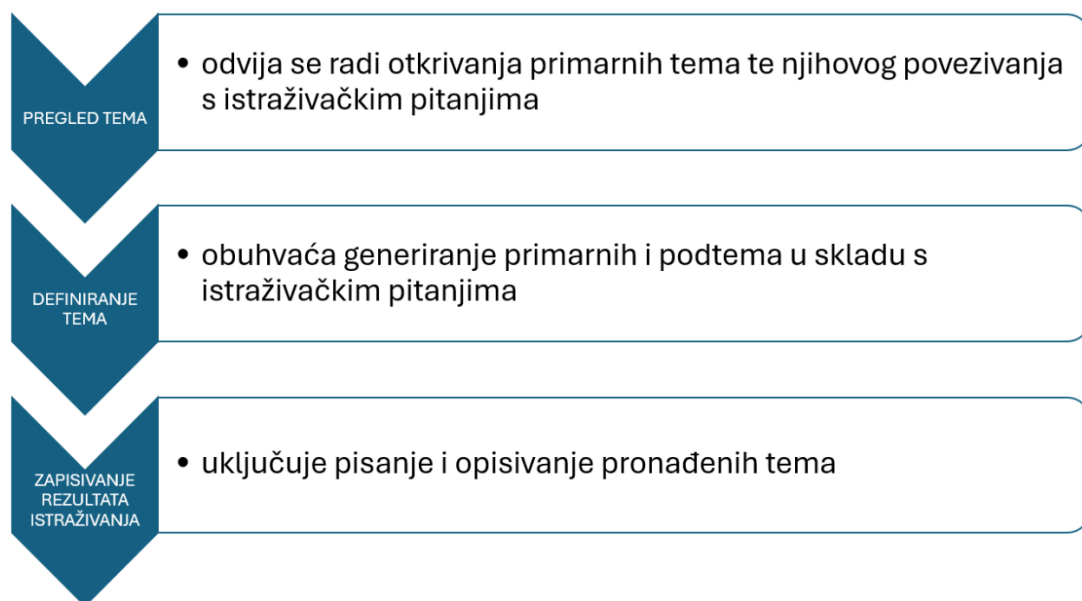 PREGLED TEMA
• odvija se radi otkrivanja primarnih tema te njihovog povezivanja
s istraživačkim pitanjima
DEFINIRANJE
TEMA
• obuhvaća generiranje primarnih i podtema u skladu s
istraživačkim pitanjima
ZAPISIVANJE
REZULTATA
ISTRAŽIVANJA
• uključuje pisanje i opisivanje pronađenih tema